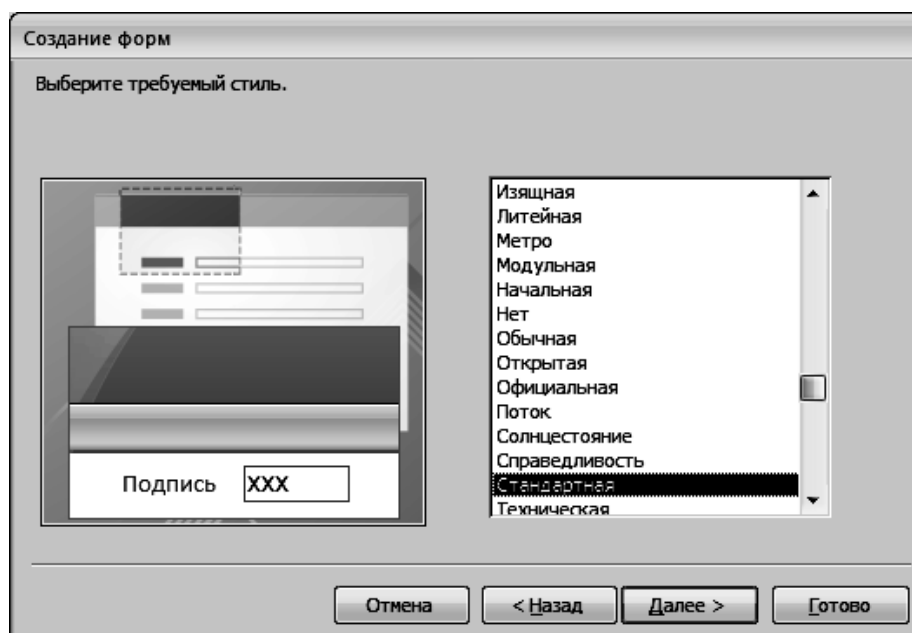 Создание форм
Выберите требуемый стиль.
Подпись XXX
Изящная
Литейная
Метро
Модульная
Начальная
Нет
Обычная
Открытая
Официальная
Поток
Солнцестояние
Справедливость
Стандартная
Техническая
Отмена < Назад Далее > Готово